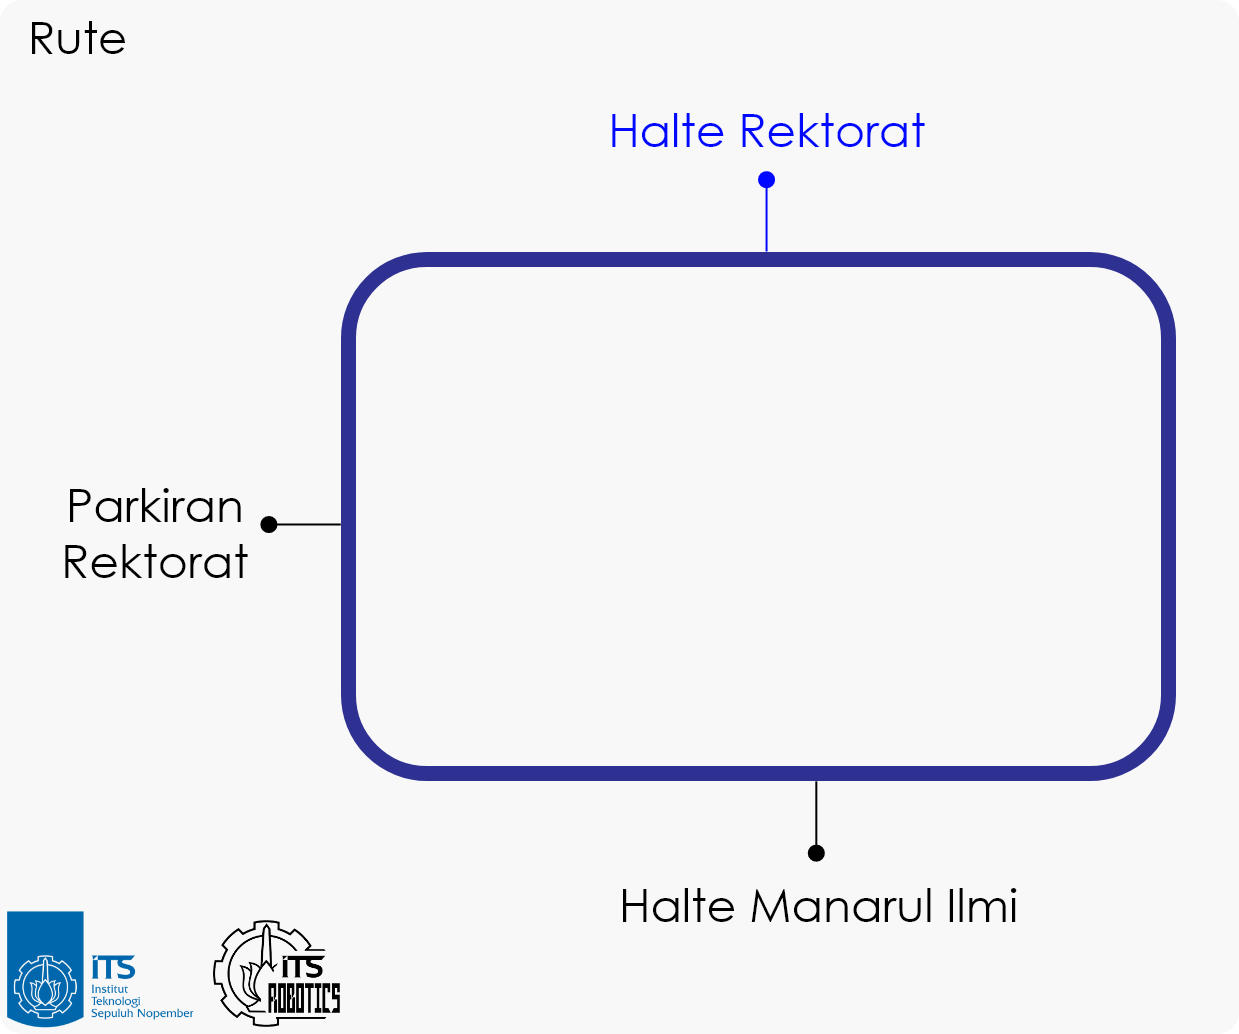 Rute
Halte Rektorat
Parkiran
Rektorat
Halte Manarul Ilmi
iTS
Institut
Teknologi
Sepuluh Nopember
iTS
ROBOTICS